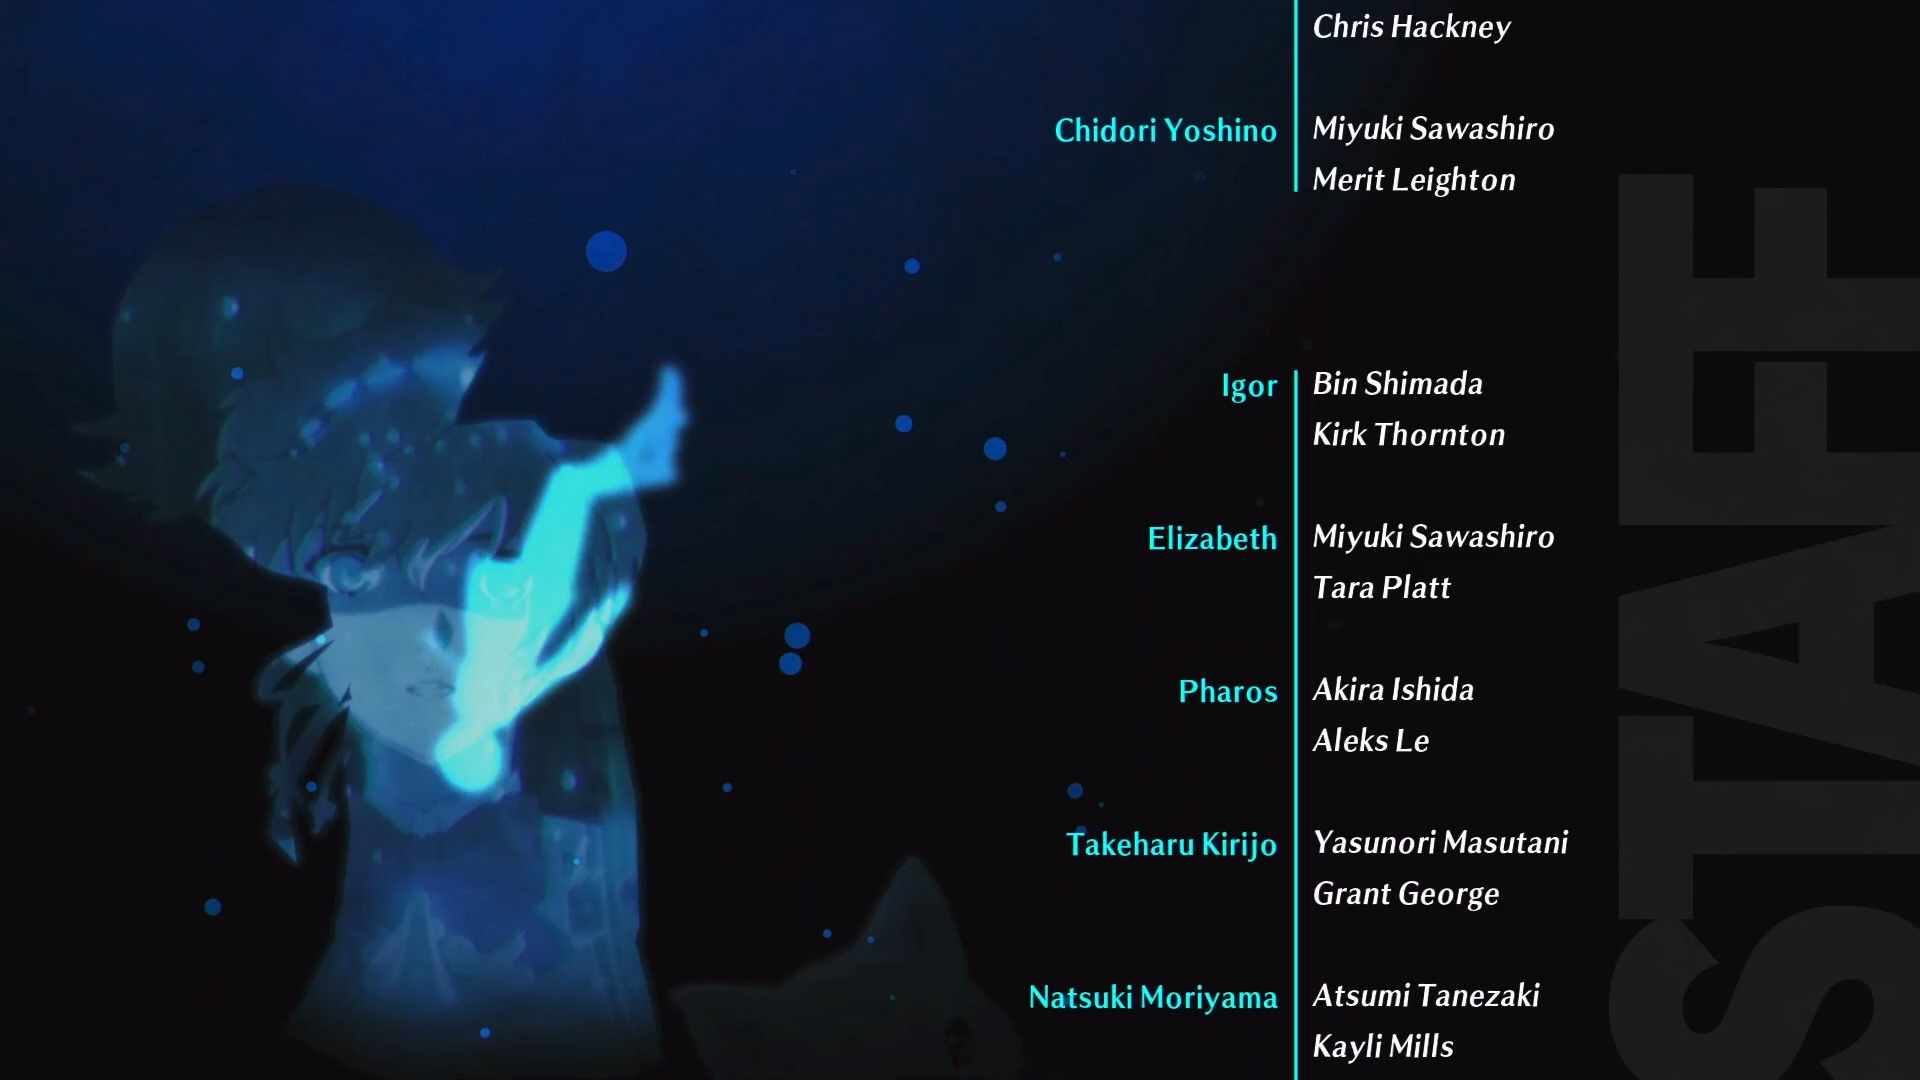 Chris Hackney
Chidori Yoshino
Miyuki Sawashiro
Merit Leighton
Igor
Bin Shimada
Kirk Thornton
Elizabeth
Miyuki Sawashiro
Tara Platt
Pharos
Akira Ishida
Aleks Le
Takeharu Kirijo
Yasunori Masutani
Grant George
Natsuki Moriyama
Atsumi Tanezaki
Kayli Mills
STAFF